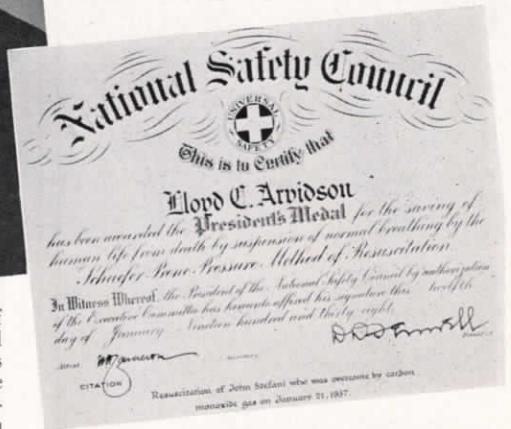 National Safety Council
UNIVERSAL SAFETY
This is to Certify that
Lloyd C. Arvidson
has been awarded the President's Medal for the saving of
human life from death by suspension of normal breathing by the
Schaefer Prone Pressure Method of Resuscitation
In Witness Whereof, the President of the National Safety Council by authorization
of the Executive Committee has hereunto affixed his signature this twelfth
day of January Nineteen hundred and thirty eight.
CITATION
Resuscitation of John Stefani who was overcome by carbon
monoxide gas on January 21, 1937.